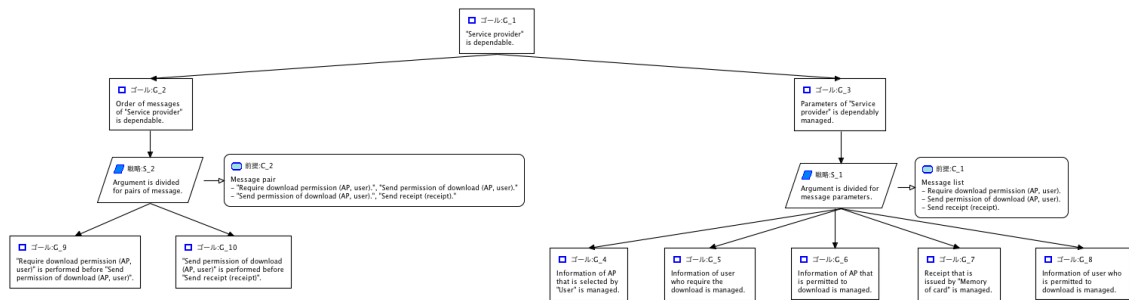 ゴール:G_1
"Service provider"
is dependable.
ゴール:G_2
Order of messages
of "Service provider"
is dependable.
ゴール:G_3
Parameters of "Service
provider" is dependably
managed.
戦略:S_2
Argument is divided
for pairs of message.
前提:C_2
Message pair
- "Require download permission (AP, user).", "Send permission of download (AP, user)."
- "Send permission of download (AP, user).", "Send receipt (receipt)."
戦略:S_1
Argument is divided for
message parameters.
前提:C_1
Message list
- Require download permission (AP, user).
- Send permission of download (AP, user).
- Send receipt (receipt).
ゴール:G_9
"Require download permission (AP,
user)" is performed before "Send
permission of download (AP, user)".
ゴール:G_10
"Send permission of download
(AP, user)" is performed before
"Send receipt (receipt)".
ゴール:G_4
Information of AP
that is selected by
"User" is managed.
ゴール:G_5
Information of user
who require the
download is managed.
ゴール:G_6
Information of AP that
is permitted to
download is managed.
ゴール:G_7
Receipt that is
issued by "Memory
of card" is managed.
ゴール:G_8
Information of user who
is permitted to
download is managed.